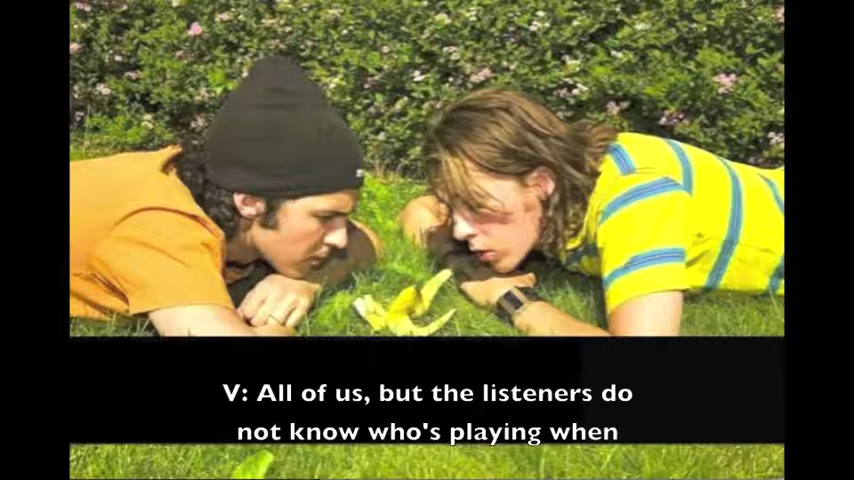 V: All of us, but the listeners do
not know who's playing when